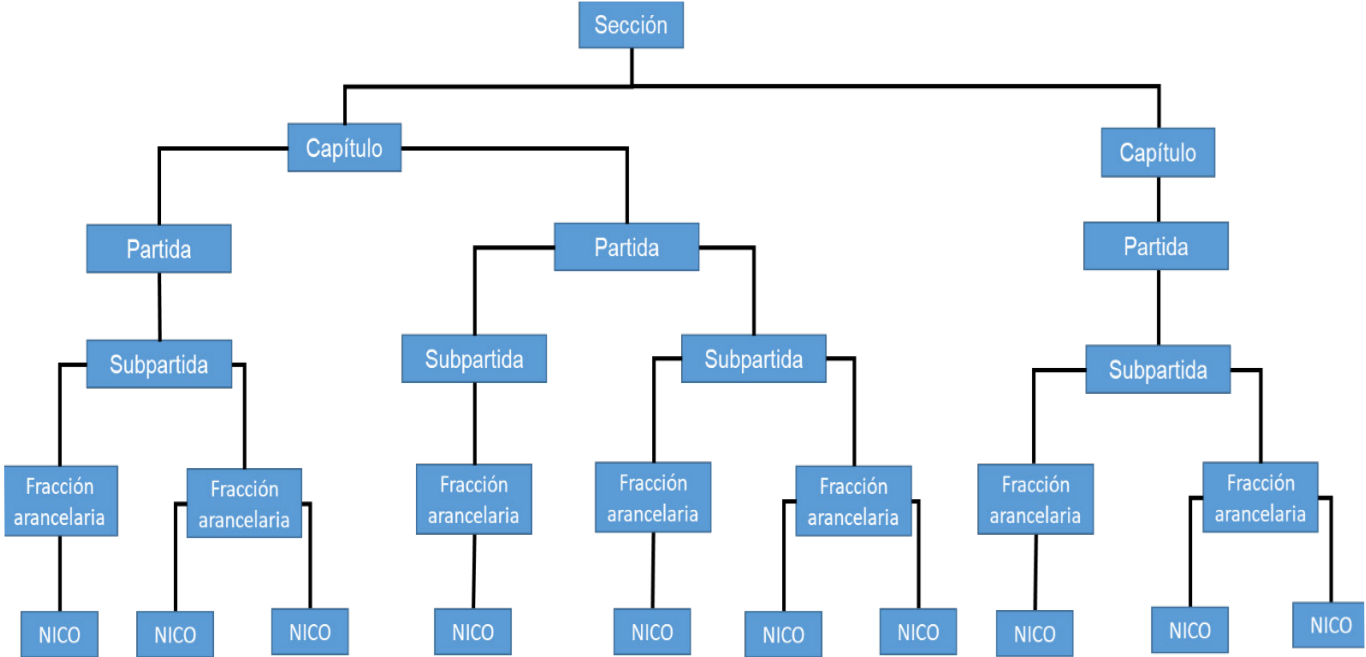 Sección
Capítulo
Capítulo
Partida
Partida
Partida
Subpartida
Subpartida
Subpartida
Subpartida
Fracción
arancelaria
Fracción
arancelaria
Fracción
arancelaria
Fracción
arancelaria
Fracción
arancelaria
Fracción
arancelaria
Fracción
arancelaria
NICO
NICO
NICO
NICO
NICO
NICO
NICO
NICO
NICO
NICO